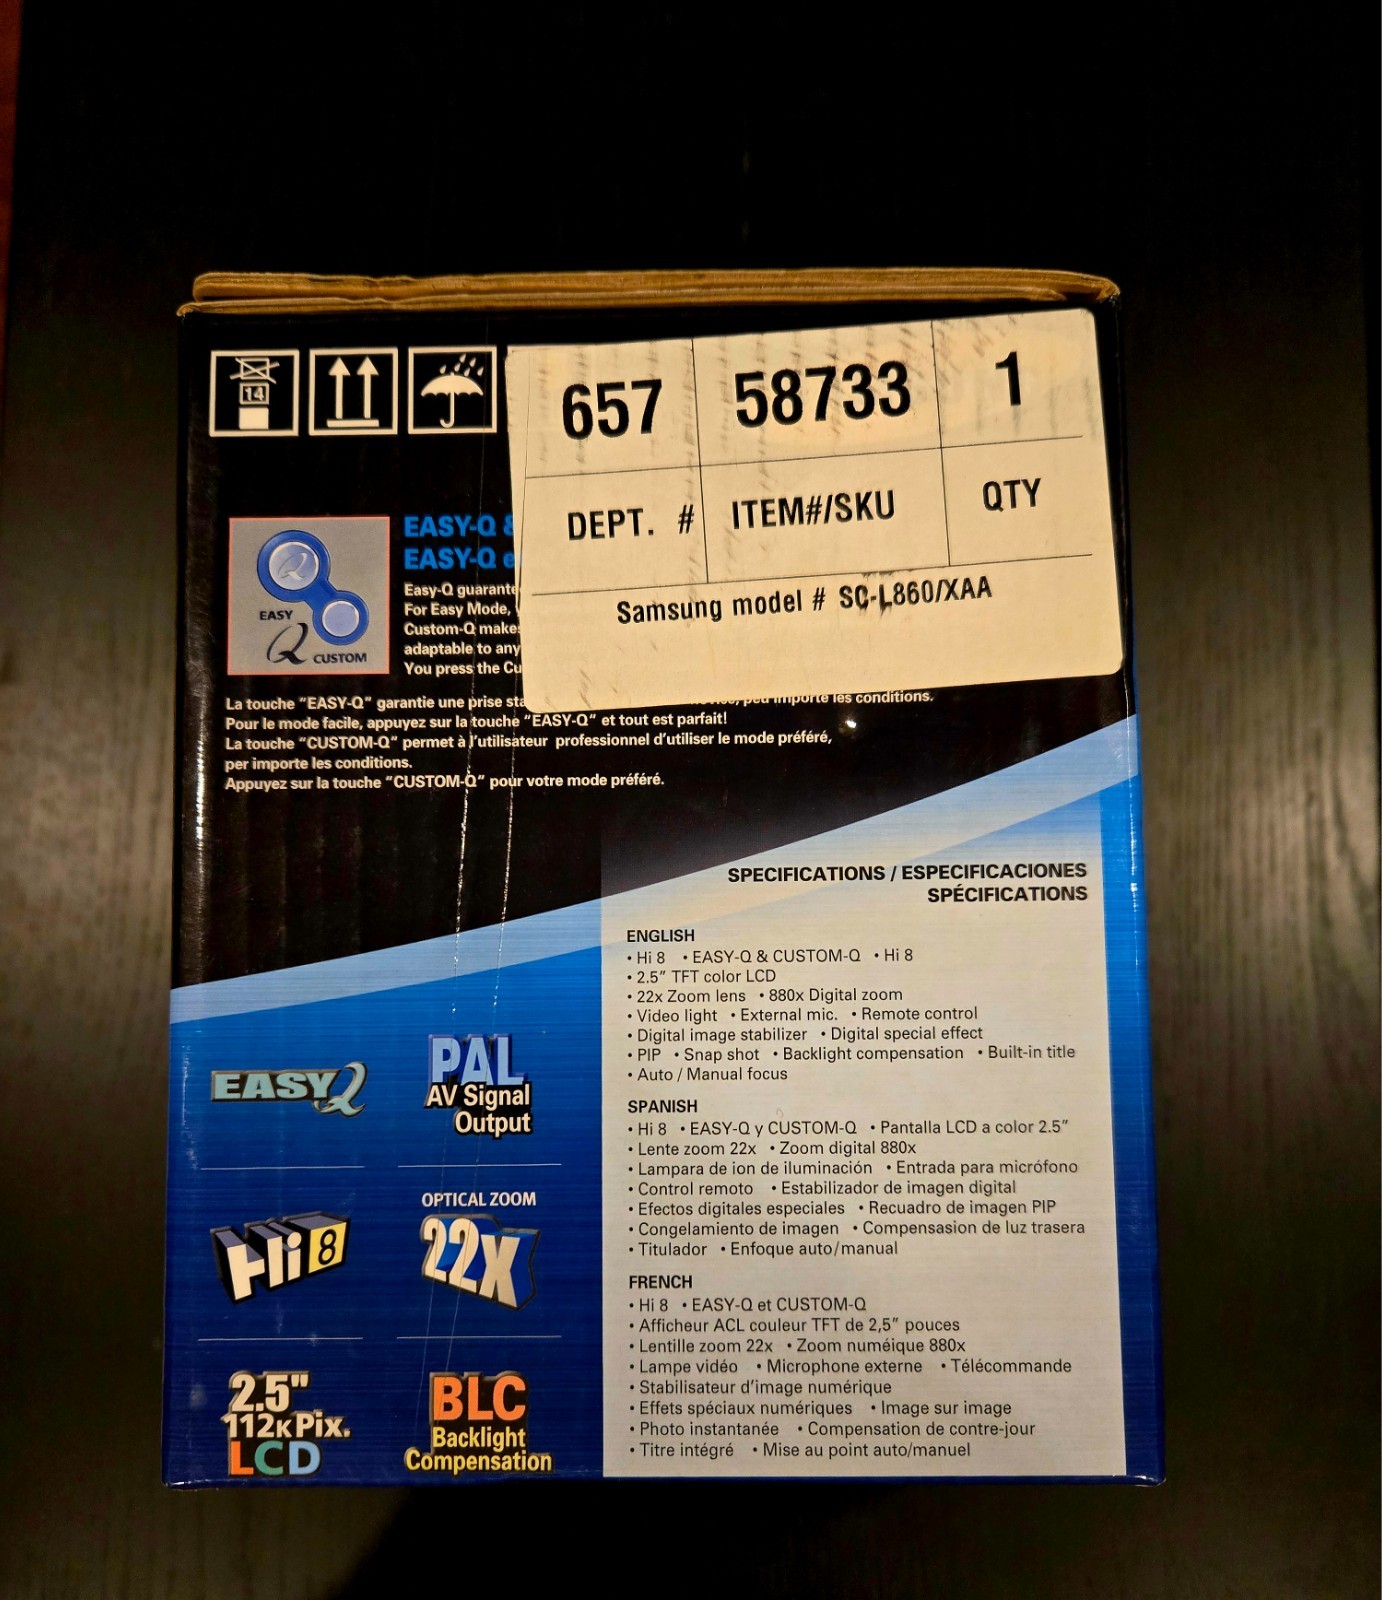 14
657 58733 1
DEPT. # ITEM#/SKU QTY
Samsung model # SC-L860/XAA
EASY-Q &
EASY-Q e
EASY
Q
CUSTOM
Easy-Q guarante
For Easy Mode,
Custom-Q make
adaptable to any
You press the Cu
La touche “EASY-Q” garantie une prise sta peu importe les conditions.
Pour le mode facile, appuyez sur la touche “EASY-Q” et tout est parfait!
La touche “CUSTOM-Q” permet à l’utilisateur professionnel d’utiliser le mode préféré,
per importe les conditions.
Appuyez sur la touche “CUSTOM-Q” pour votre mode préféré.
SPECIFICATIONS / ESPECIFICACIONES
SPÉCIFICATIONS
ENGLISH
• Hi 8 • EASY-Q & CUSTOM-Q • Hi 8
• 2.5” TFT color LCD
• 22x Zoom lens • 880x Digital zoom
• Video light • External mic. • Remote control
• Digital image stabilizer • Digital special effect
• PIP • Snap shot • Backlight compensation • Built-in title
• Auto / Manual focus
SPANISH
• Hi 8 • EASY-Q y CUSTOM-Q • Pantalla LCD a color 2.5”
• Lente zoom 22x • Zoom digital 880x
• Lampara de ion de iluminación • Entrada para micrófono
• Control remoto • Estabilizador de imagen digital
• Efectos digitales especiales • Recuadro de imagen PIP
• Congelamiento de imagen • Compensasion de luz trasera
• Titulador • Enfoque auto/manual
FRENCH
• Hi 8 • EASY-Q et CUSTOM-Q
• Afficheur ACL couleur TFT de 2,5” pouces
• Lentille zoom 22x • Zoom numéique 880x
• Lampe vidéo • Microphone externe • Télécommande
• Stabilisateur d’image numérique
• Effets spéciaux numériques • Image sur image
• Photo instantanée • Compensation de contre-jour
• Titre intégré • Mise au point auto/manuel
EASY Q
PAL
AV Signal
Output
Hi 8
OPTICAL ZOOM
22X
2.5"
112K Pix.
LCD
BLC
Backlight
Compensation